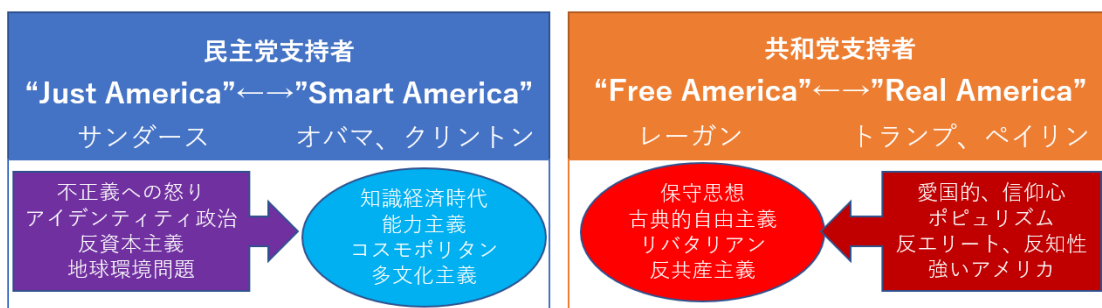 民主党支持者
“Just America”←→”Smart America”
サンダース　オバマ、クリントン
不正義への怒り
アイデンティティ政治
反資本主義
地球環境問題
知識経済時代
能力主義
コスモポリタン
多文化主義
共和党支持者
“Free America”←→”Real America”
レーガン　トランプ、ペイリン
保守思想
古典的自由主義
リバタリアン
反共産主義
愛国的、信仰心
ポピュリズム
反エリート、反知性
強いアメリカ